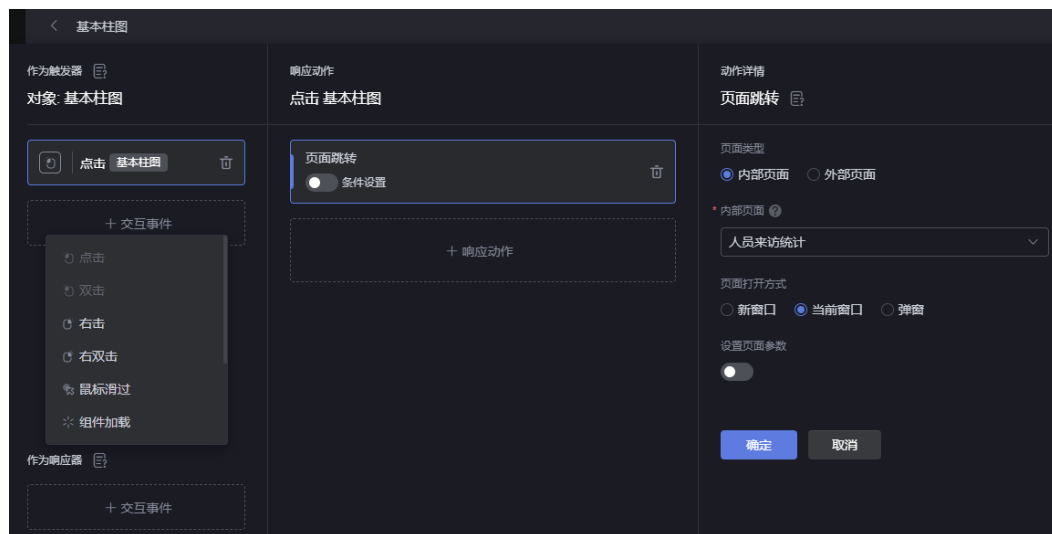 基本柱图
作为触发器
对象: 基本柱图
点击 基本柱图
+ 交互事件
点击
双击
右击
右双击
鼠标滑过
组件加载
作为响应器
+ 交互事件
响应动作
点击 基本柱图
页面跳转
条件设置
+ 响应动作
动作详情
页面跳转
页面类型
内部页面 外部页面
* 内部页面
人员来访统计
页面打开方式
新窗口 当前窗口 弹窗
设置页面参数
确定 取消